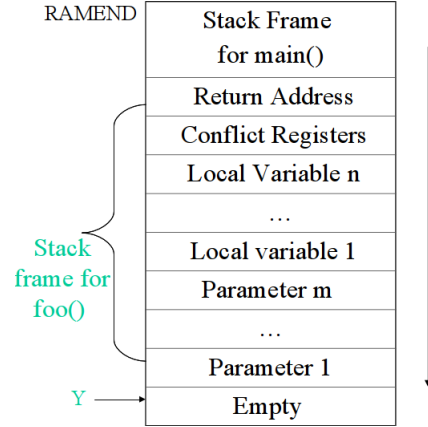 RAMEND
Stack Frame
for main()
Return Address
Conflict Registers
Local Variable n
…
Local variable 1
Parameter m
…
Parameter 1
Empty
Stack
frame for
foo()
Y